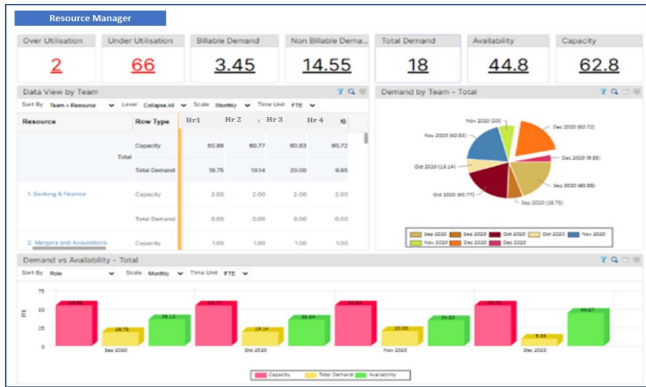 Resource Manager
Over Utilisation Under Utilisation Billable Demand Non Billable Dema... Total Demand Availability Capacity
2 66 3.45 14.55 18 44.8 62.8
Data View by Team
Sort By Team - Resource Level Collapse All Scale Monthly Time Unit FTE
Resource Row Type Hr1 Hr 2 Hr 3 Hr 4
Total
Capacity 60.88 60.77 60.83 60.72
Total Demand 18.75 19.14 20.00 9.85
1. Banking & Finance Capacity 2.00 2.00 2.00 2.00
Total Demand 0.00 0.00 0.00 0.00
2. Mergers and Acquisitions Capacity 1.00 1.00 1.00 1.00
Demand by Team - Total
Nov 2020 (20)
Dec 2020 (60.72)
Nov 2020 (60.83)
Dec 2020 (9.85)
Oct 2020 (19.14)
Sep 2020 (60.88)
Oct 2020 (60.77)
Sep 2020 (18.75)
Sep 2020 Sep 2020 Oct 2020 Oct 2020 Nov 2020
Nov 2020 Dec 2020 Dec 2020
Demand vs Availability - Total
Sort By Role Scale Monthly Time Unit FTE
FTE
75
50
25
0
18.75 19.14 20.00 9.85
Sep 2020 Oct 2020 Nov 2020 Dec 2020
Capacity Total Demand Availability